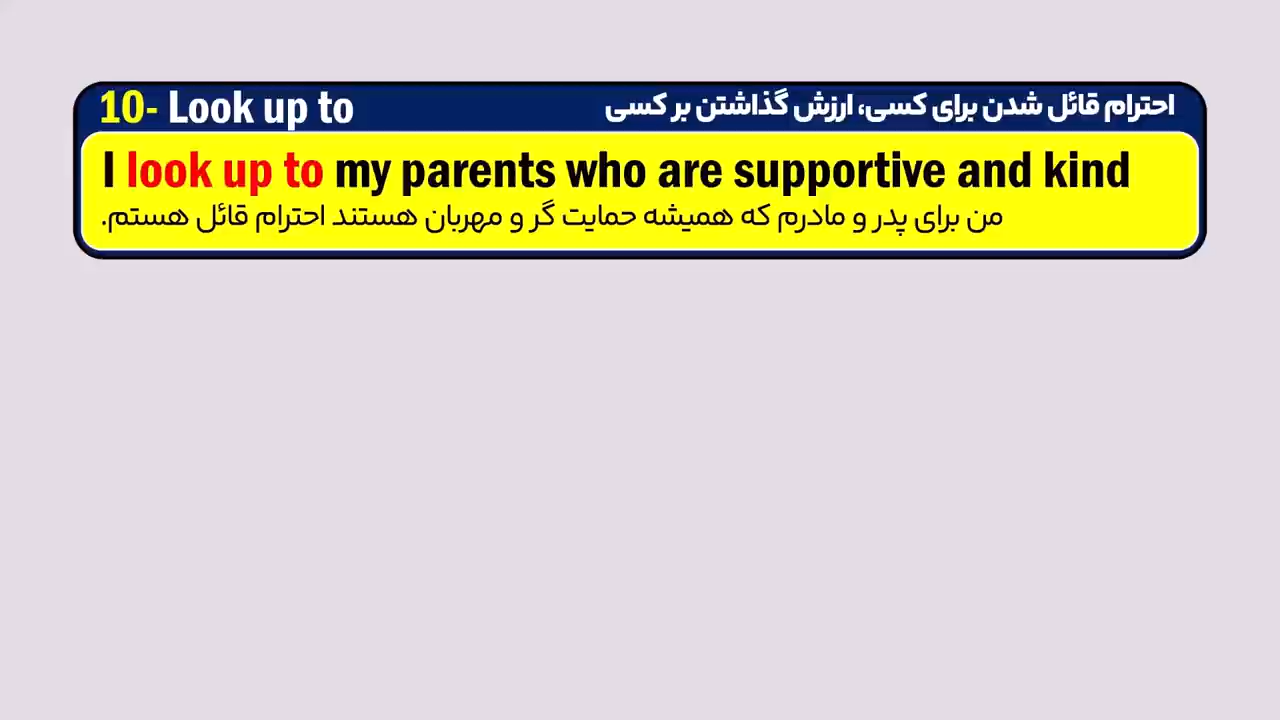 10- Look up to احترام قائل شدن برای کسی، ارزش گذاشتن بر کسی
I look up to my parents who are supportive and kind
من برای پدر و مادرم که همیشه حمایت گر و مهربان هستند احترام قائل هستم.